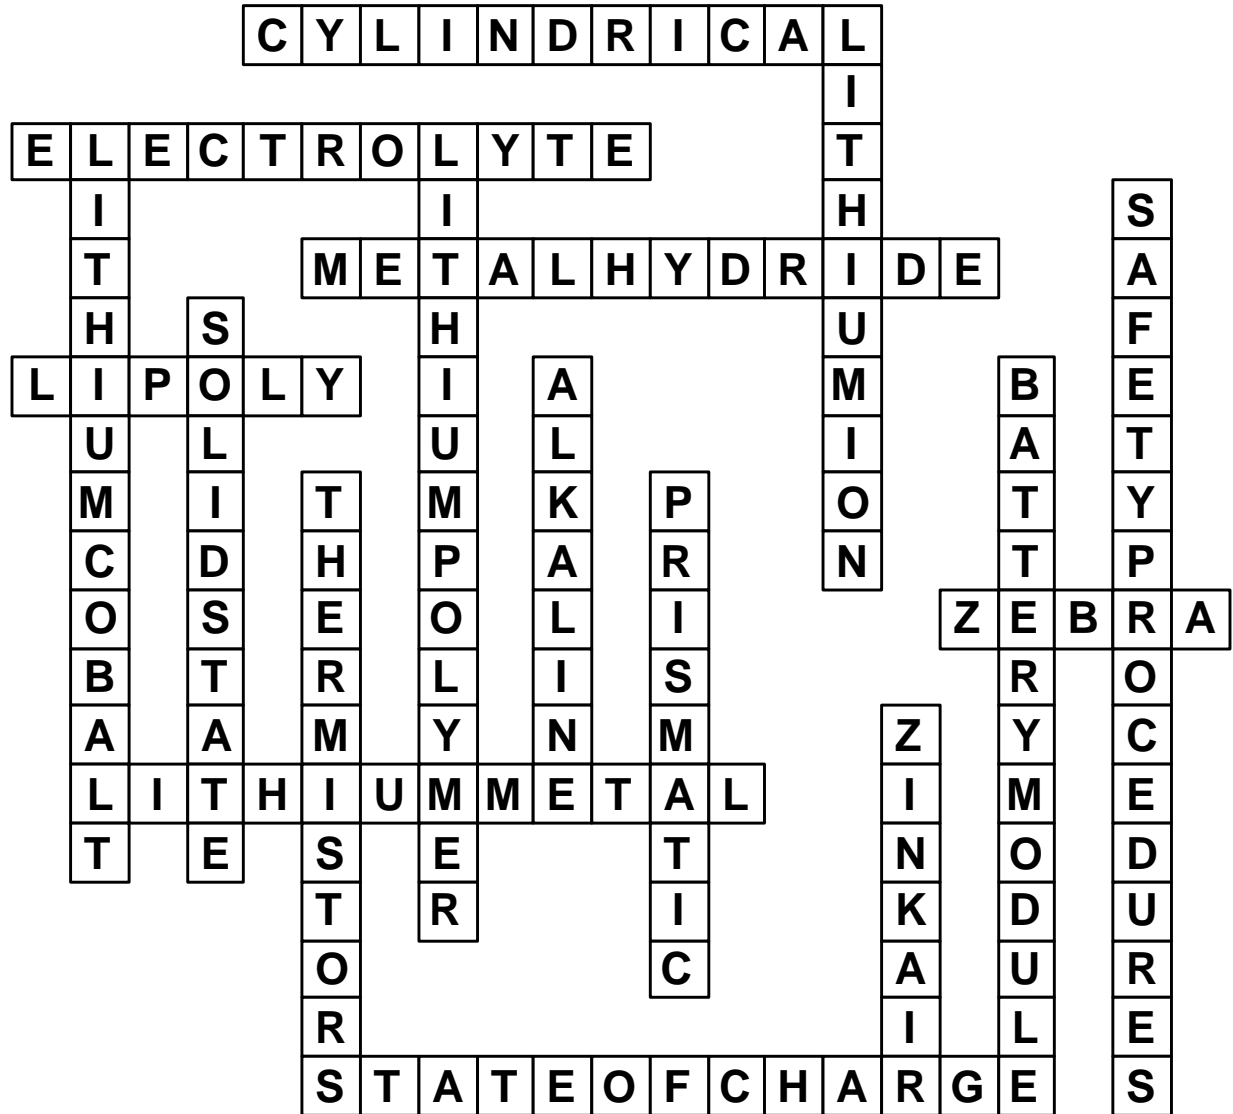 CYLINDRICAL
LITHIUMION
ELECTROLYTE
LITHIUMCOBALT
LITHIUMPOLYMER
SAFETYPROCEDURES
METALHYDRIDE
SOLIDSTATE
LIPOLY
ALKALINE
BATTERYMODULE
THERMISTORS
PRISMATIC
ZEBRA
ZINKAIR
LITHIUMMETAL
STATEOFCHARGE